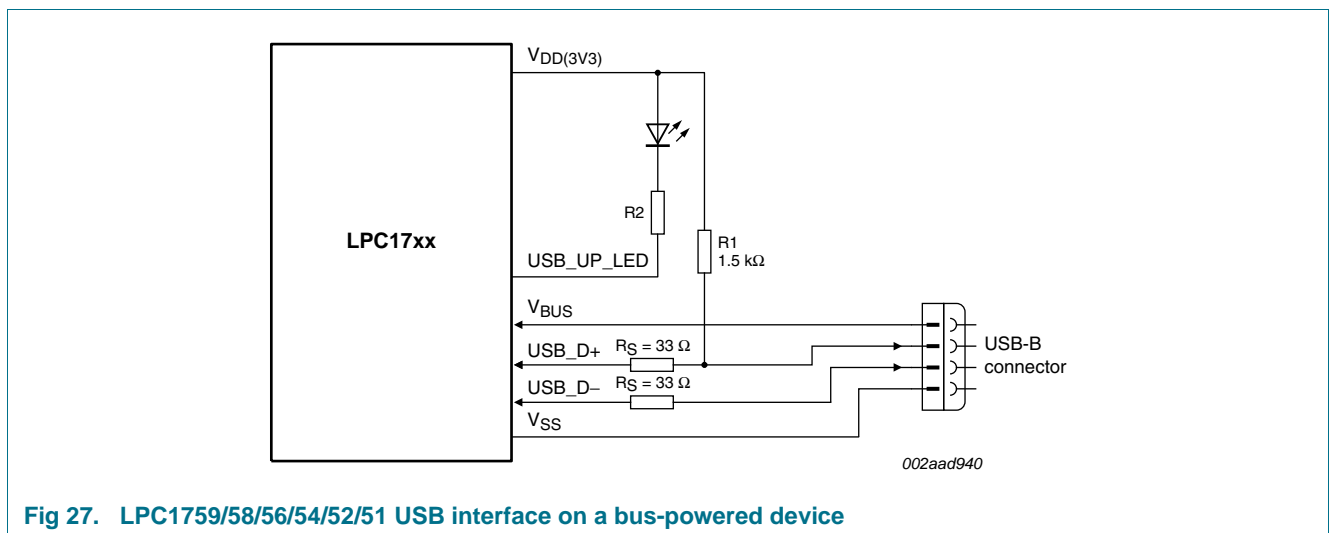 VDD(3V3)
R2
LPC17xx
R1
1.5 kΩ
USB_UP_LED
VBUS
USB_D+
RS = 33 Ω
USB-B
connector
USB_D−
RS = 33 Ω
VSS
002aad940
Fig 27. LPC1759/58/56/54/52/51 USB interface on a bus-powered device